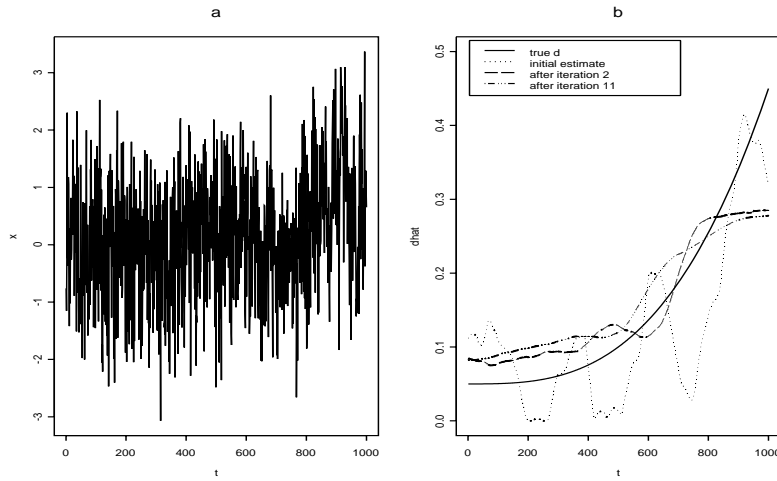 a
3
2
1
0
-1
-2
-3
x
0 200 400 600 800 1000
t
b
0.5
0.4
0.3
0.2
0.1
0.0
dhat
true d
initial estimate
after iteration 2
after iteration 11
0 200 400 600 800 1000
t